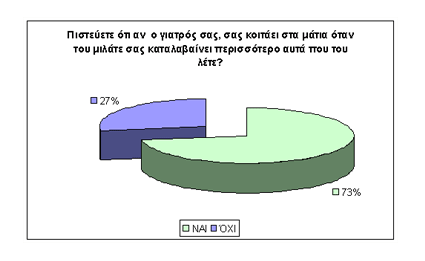 Πιστεύετε ότι αν ο γιατρός σας, σας κοιτάει στα μάτια όταν
του μιλάτε σας καταλαβαίνει περισσότερο αυτά που του
λέτε?
27%
73%
ΝΑΙ ΌΧΙ